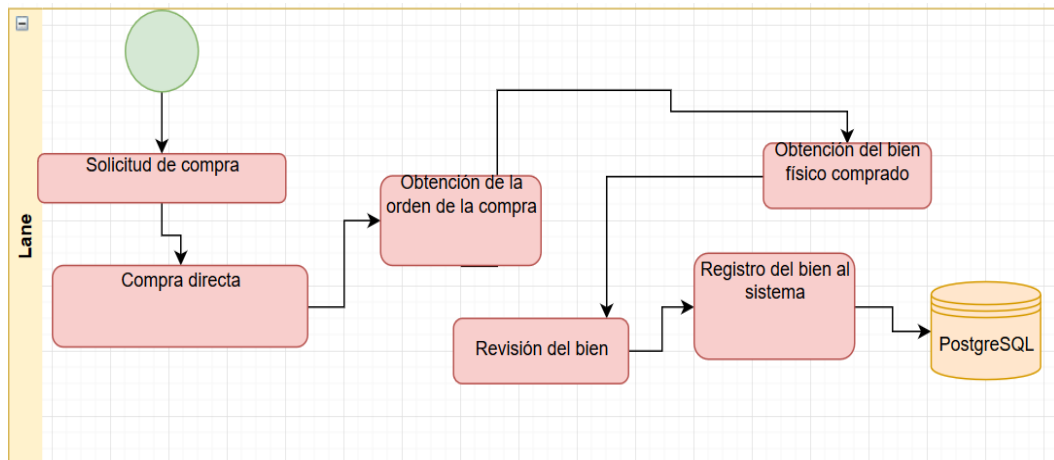 Lane
Solicitud de compra
Compra directa
Obtención de la
orden de la compra
Obtención del bien
físico comprado
Revisión del bien
Registro del bien al
sistema
PostgreSQL